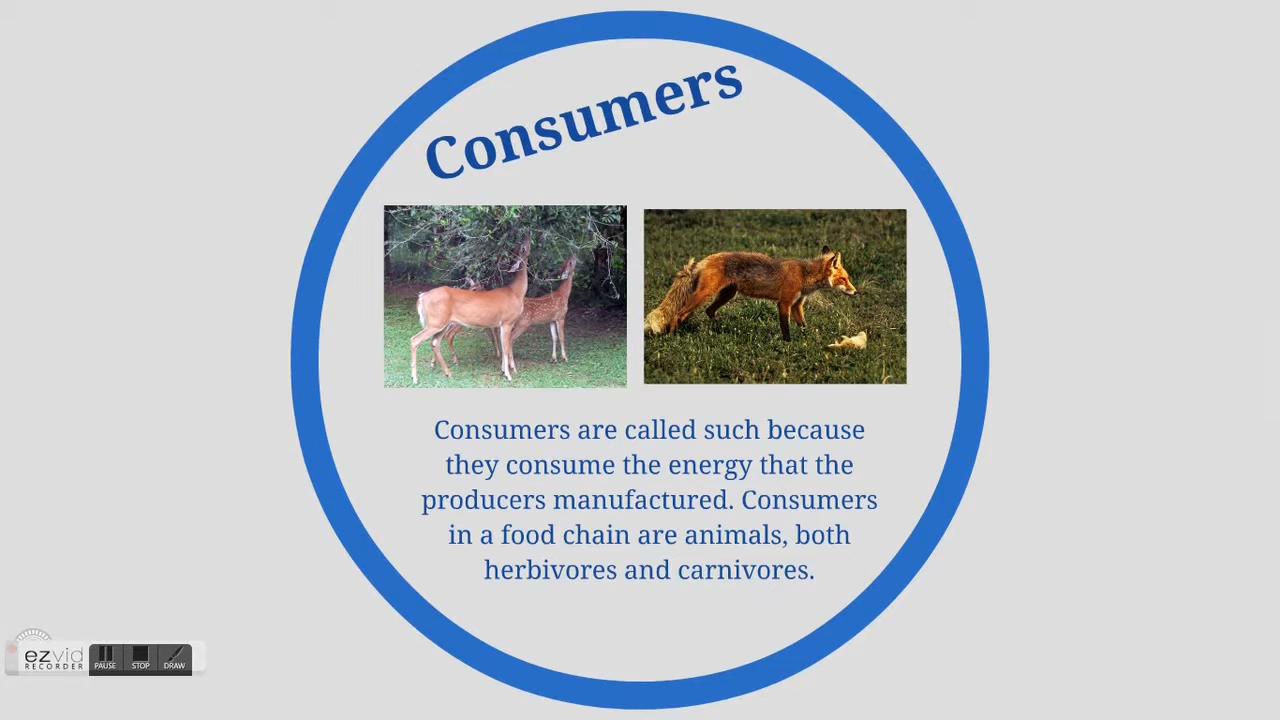 Consumers
Consumers are called such because
they consume the energy that the
producers manufactured. Consumers
in a food chain are animals, both
herbivores and carnivores.
ezvid
RECORDER
PAUSE STOP DRAW